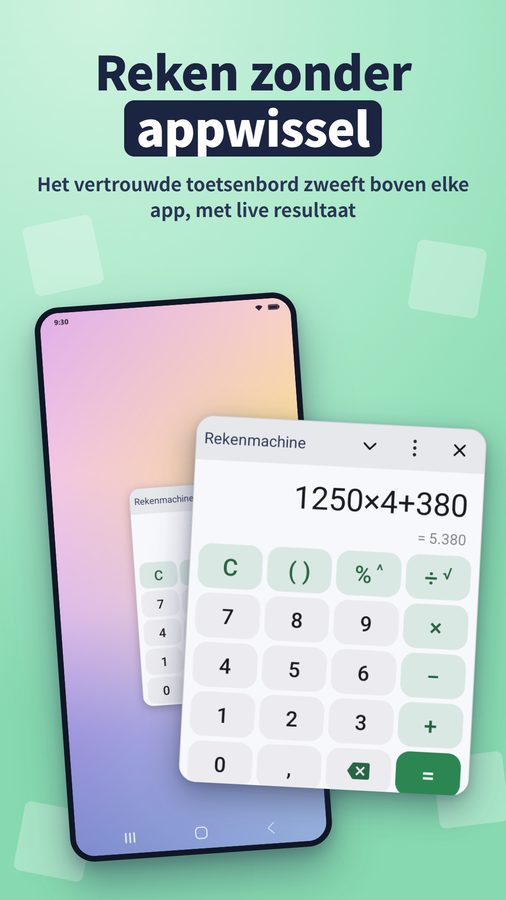 Reken zonder
appwissel
Het vertrouwde toetsenbord zweeft boven elke
app, met live resultaat
9:30
Rekenmachine
1250×4+380
= 5.380
C ( ) % ^ ÷ √
7 8 9 ×
4 5 6 −
1 2 3 +
0 , =
Rekenmachine
C
7
4
1
0